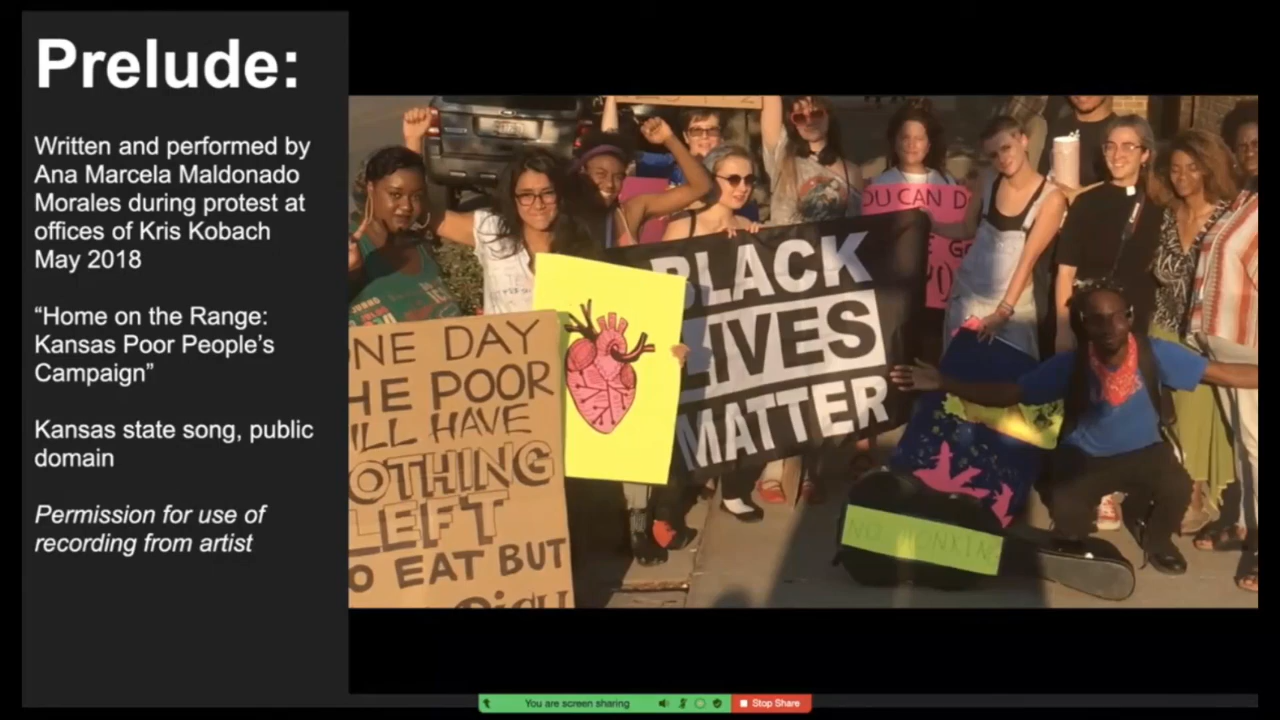 Prelude:
Written and performed by
Ana Marcela Maldonado
Morales during protest at
offices of Kris Kobach
May 2018
“Home on the Range:
Kansas Poor People’s
Campaign”
Kansas state song, public
domain
Permission for use of
recording from artist
OU CAN D
BLACK
LIVES
MATTER
NE DAY
HE POOR
ILL HAVE
OTHING
LEFT
O EAT BUT
NO HONKING
You are screen sharing
Stop Share